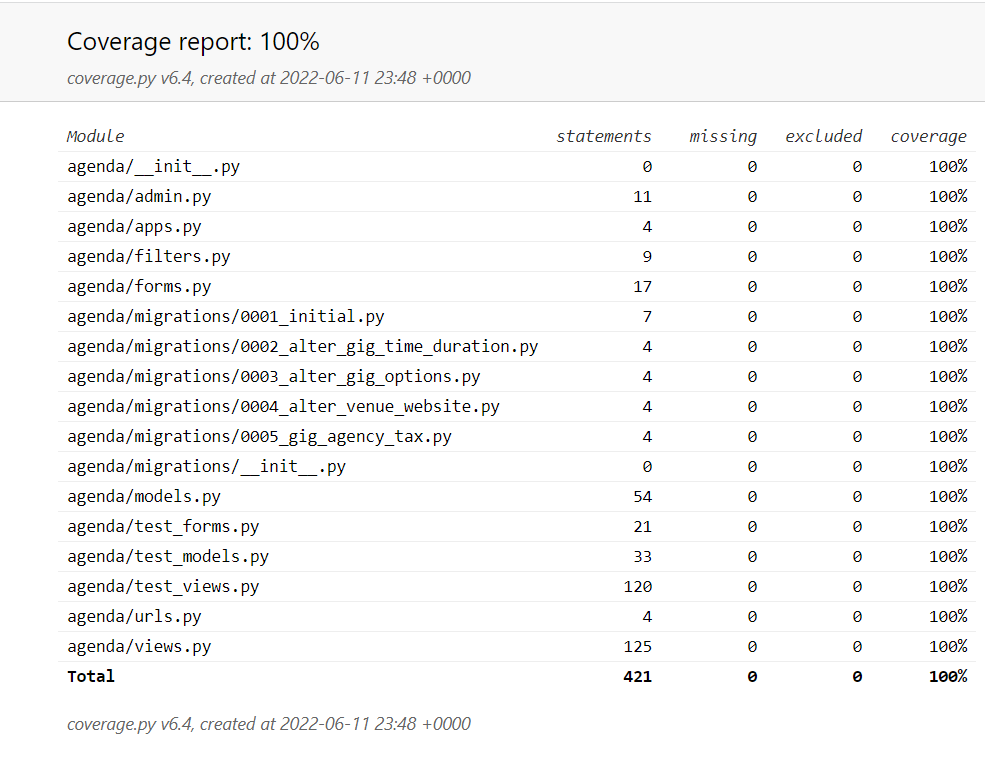 Coverage report: 100%
coverage.py v6.4, created at 2022-06-11 23:48 +0000
Module statements missing excluded coverage
agenda/__init__.py 0 0 0 100%
agenda/admin.py 11 0 0 100%
agenda/apps.py 4 0 0 100%
agenda/filters.py 9 0 0 100%
agenda/forms.py 17 0 0 100%
agenda/migrations/0001_initial.py 7 0 0 100%
agenda/migrations/0002_alter_gig_time_duration.py 4 0 0 100%
agenda/migrations/0003_alter_gig_options.py 4 0 0 100%
agenda/migrations/0004_alter_venue_website.py 4 0 0 100%
agenda/migrations/0005_gig_agency_tax.py 4 0 0 100%
agenda/migrations/__init__.py 0 0 0 100%
agenda/models.py 54 0 0 100%
agenda/test_forms.py 21 0 0 100%
agenda/test_models.py 33 0 0 100%
agenda/test_views.py 120 0 0 100%
agenda/urls.py 4 0 0 100%
agenda/views.py 125 0 0 100%
Total 421 0 0 100%
coverage.py v6.4, created at 2022-06-11 23:48 +0000